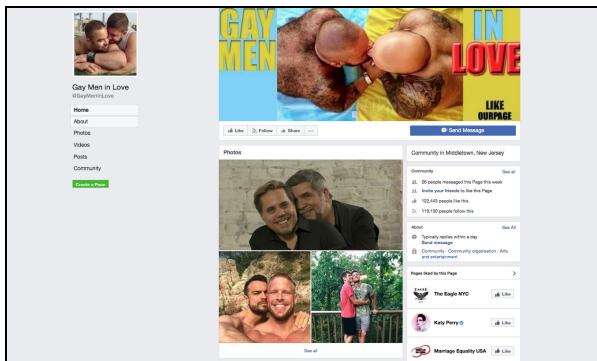 GAY
MEN
IN
LOVE
LIKE
OURPAGE
Gay Men in Love
@GayMeninLove
Home
About
Photos
Videos
Posts
Community
Create a Page
Like
Follow
Share
Send Message
Photos
See all
Community in Middletown, New Jersey
Community
See all
26 people messaged this Page this week
Invite your friends to like this Page
122,443 people like this
119,130 people follow this
About
See All
Typically replies within a day
Send message
Community · Community organisation · Arts
and entertainment
Pages liked by this Page
The Eagle NYC
Like
Katy Perry
Like
Marriage Equality USA
Like